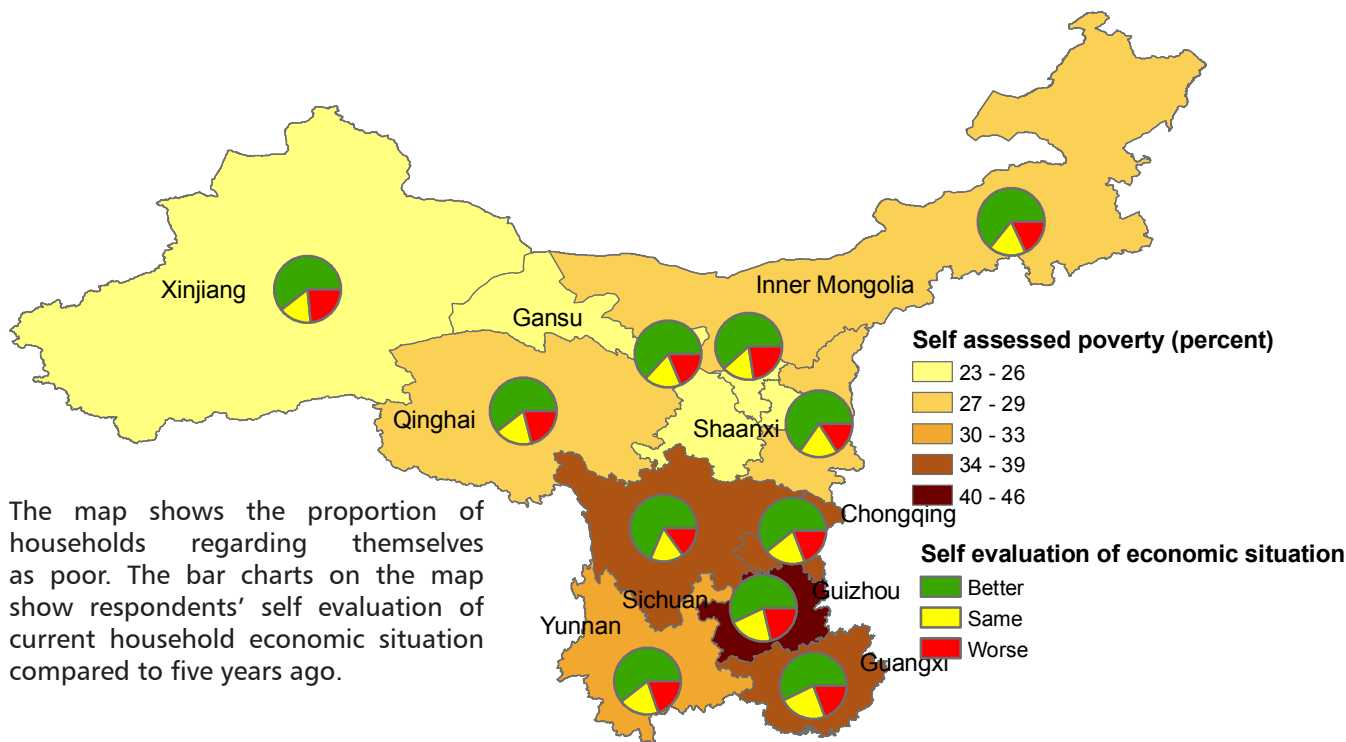 Xinjiang
Gansu
Inner Mongolia
Qinghai
Shaanxi
Chongqing
Sichuan
Guizhou
Yunnan
Guangxi
Self assessed poverty (percent)
23 - 26
27 - 29
30 - 33
34 - 39
40 - 46
Self evaluation of economic situation
Better
Same
Worse
The map shows the proportion of
households regarding themselves
as poor. The bar charts on the map
show respondents’ self evaluation of
current household economic situation
compared to five years ago.